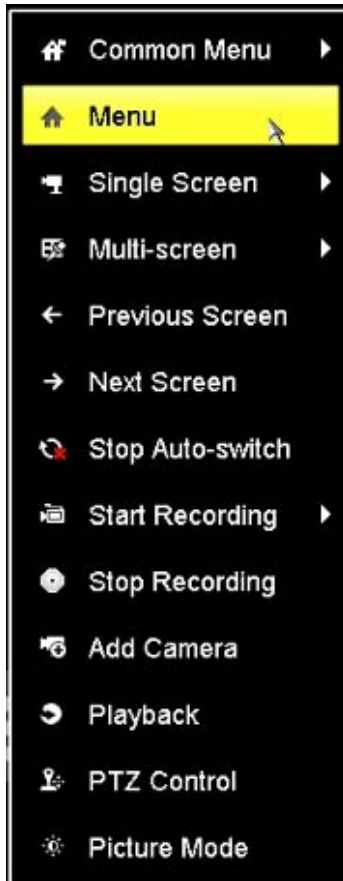 Common Menu
Menu
Single Screen
Multi-screen
Previous Screen
Next Screen
Stop Auto-switch
Start Recording
Stop Recording
Add Camera
Playback
PTZ Control
Picture Mode